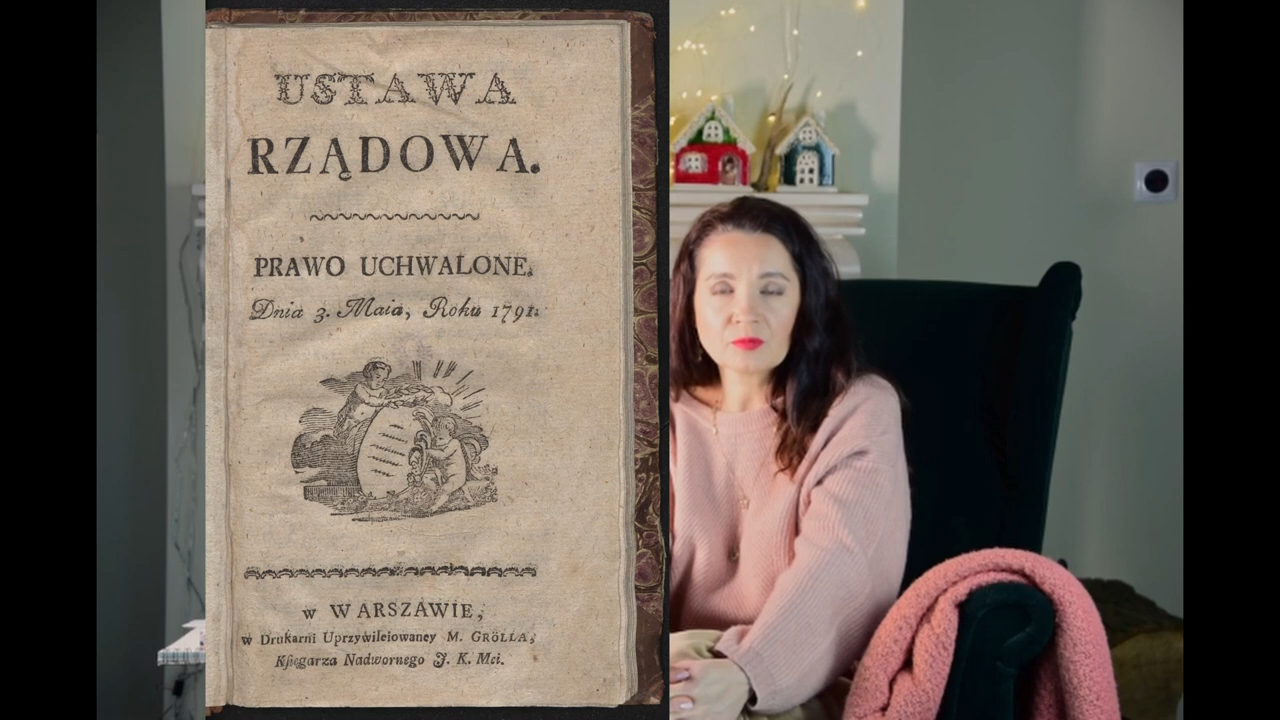 USTAWA
RZĄDOWA.
PRAWO UCHWALONE,
Dnia 3. Maia, Roku 1791.
w WARSZAWIE,
w Drukarni Uprzywileiowaney M. GRÖLLA,
Księgarza Nadwornego J. K. Mci.